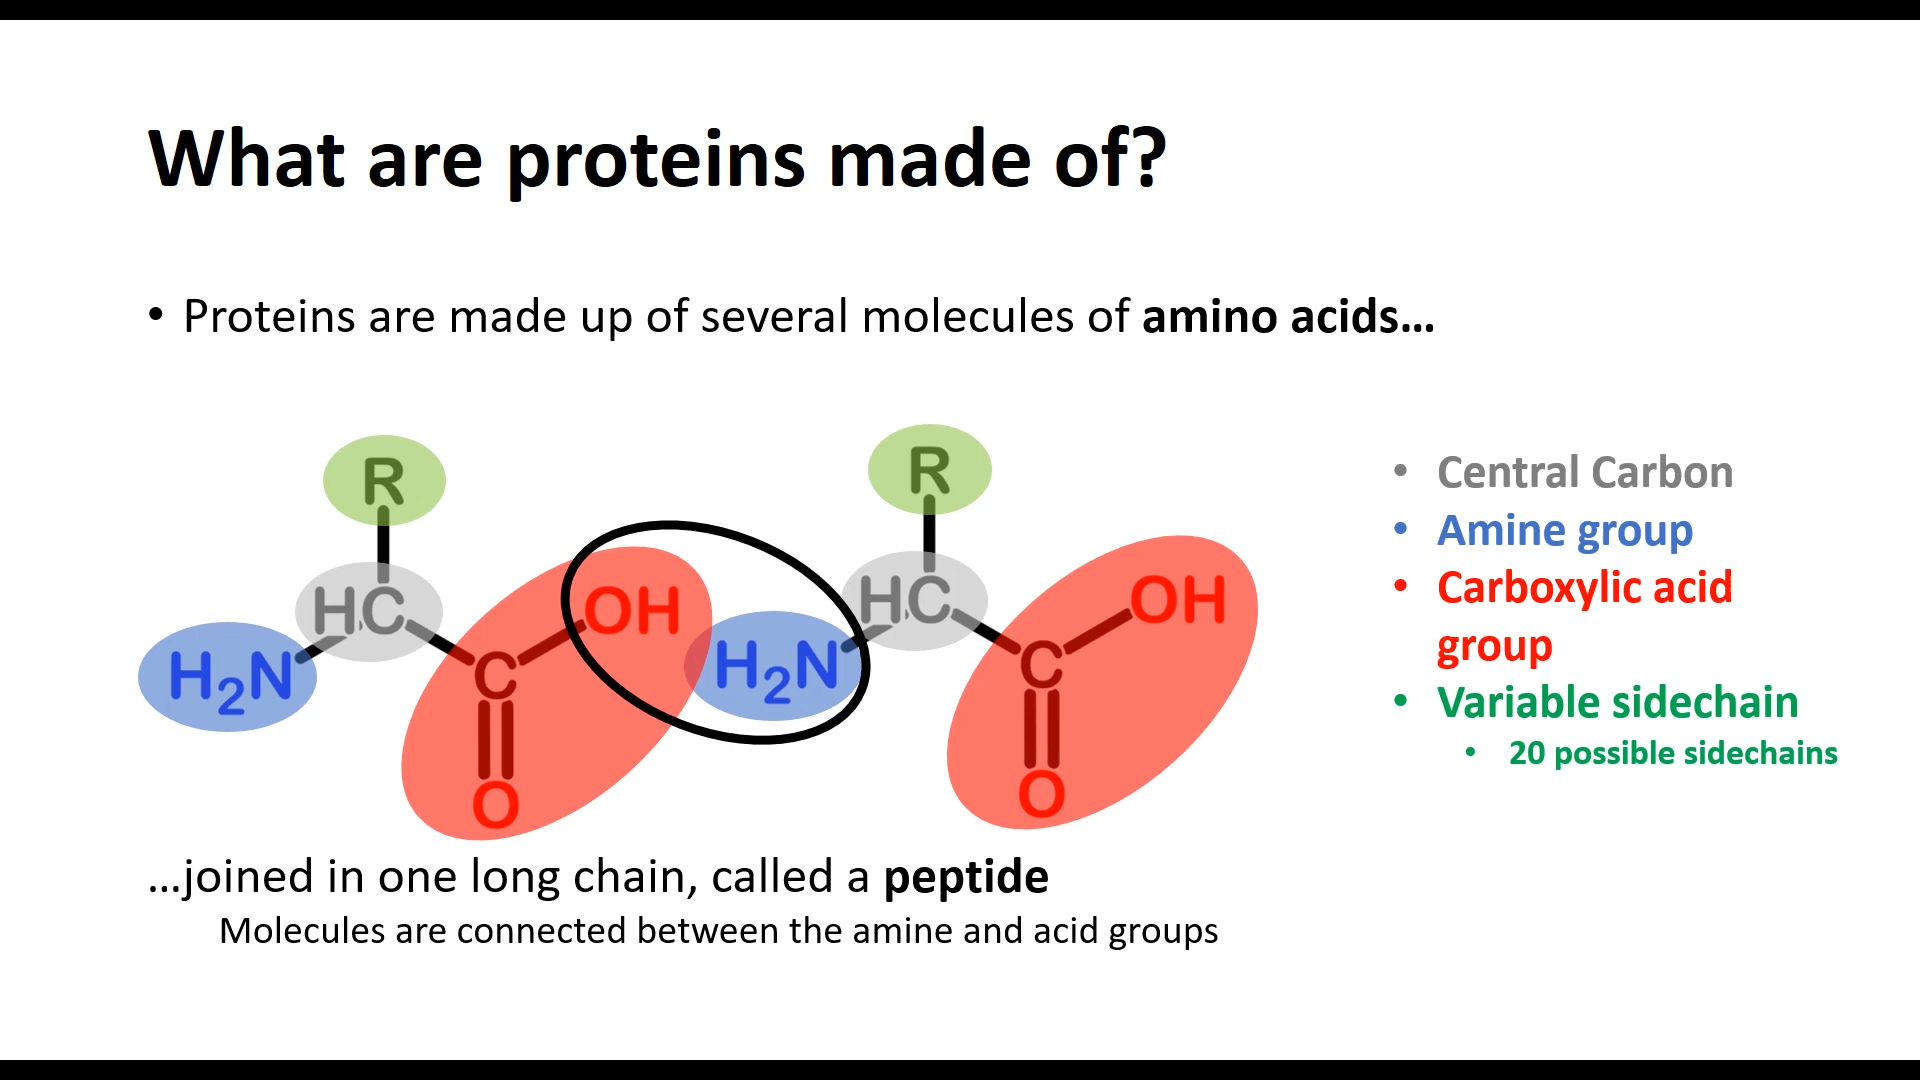 What are proteins made of?
• Proteins are made up of several molecules of amino acids...
R
R
HC
OH
HC
OH
H₂N
C
H₂N
C
O
O
• Central Carbon
• Amine group
• Carboxylic acid
group
• Variable sidechain
• 20 possible sidechains
...joined in one long chain, called a peptide
Molecules are connected between the amine and acid groups